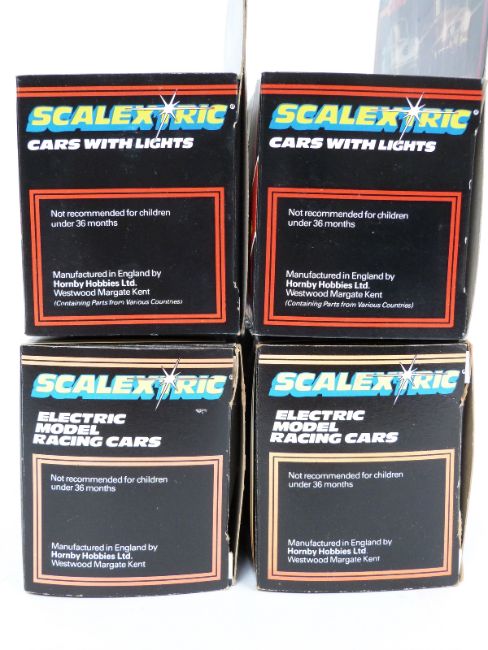 SCALEXTRIC®
CARS WITH LIGHTS
Not recommended for children
under 36 months
Manufactured in England by
Hornby Hobbies Ltd.
Westwood Margate Kent
(Containing Parts from Various Countries)
SCALEXTRIC®
CARS WITH LIGHTS
Not recommended for children
under 36 months
Manufactured in England by
Hornby Hobbies Ltd.
Westwood Margate Kent
(Containing Parts from Various Countries)
SCALEXTRIC®
ELECTRIC
MODEL
RACING CARS
Not recommended for children
under 36 months
Manufactured in England by
Hornby Hobbies Ltd.
Westwood Margate Kent
SCALEXTRIC®
ELECTRIC
MODEL
RACING CARS
Not recommended for children
under 36 months
Manufactured in England by
Hornby Hobbies Ltd
Westwood Margate Kent